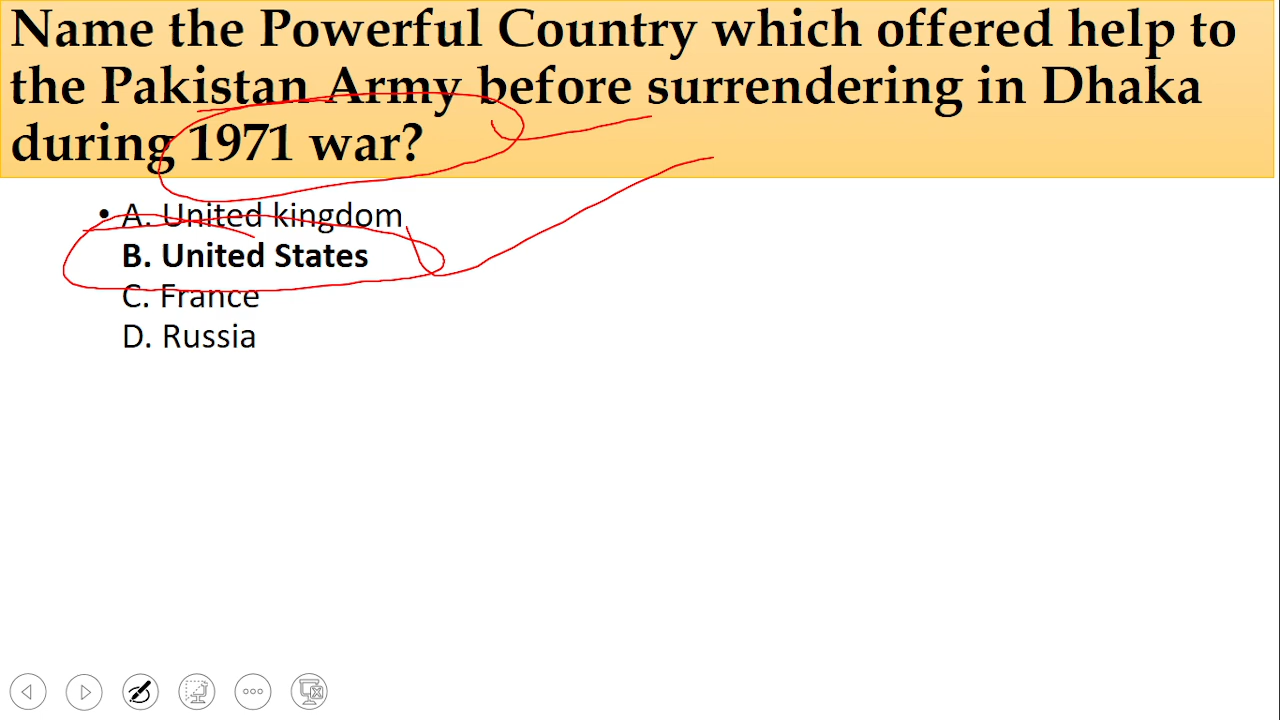 Name the Powerful Country which offered help to
the Pakistan Army before surrendering in Dhaka
during 1971 war?
• A. United kingdom
B. United States
C. France
D. Russia